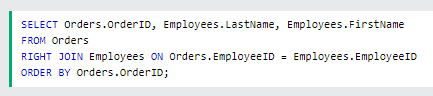 SELECT Orders.OrderID, Employees.LastName, Employees.FirstName
FROM Orders
RIGHT JOIN Employees ON Orders.EmployeeID = Employees.EmployeeID
ORDER BY Orders.OrderID;